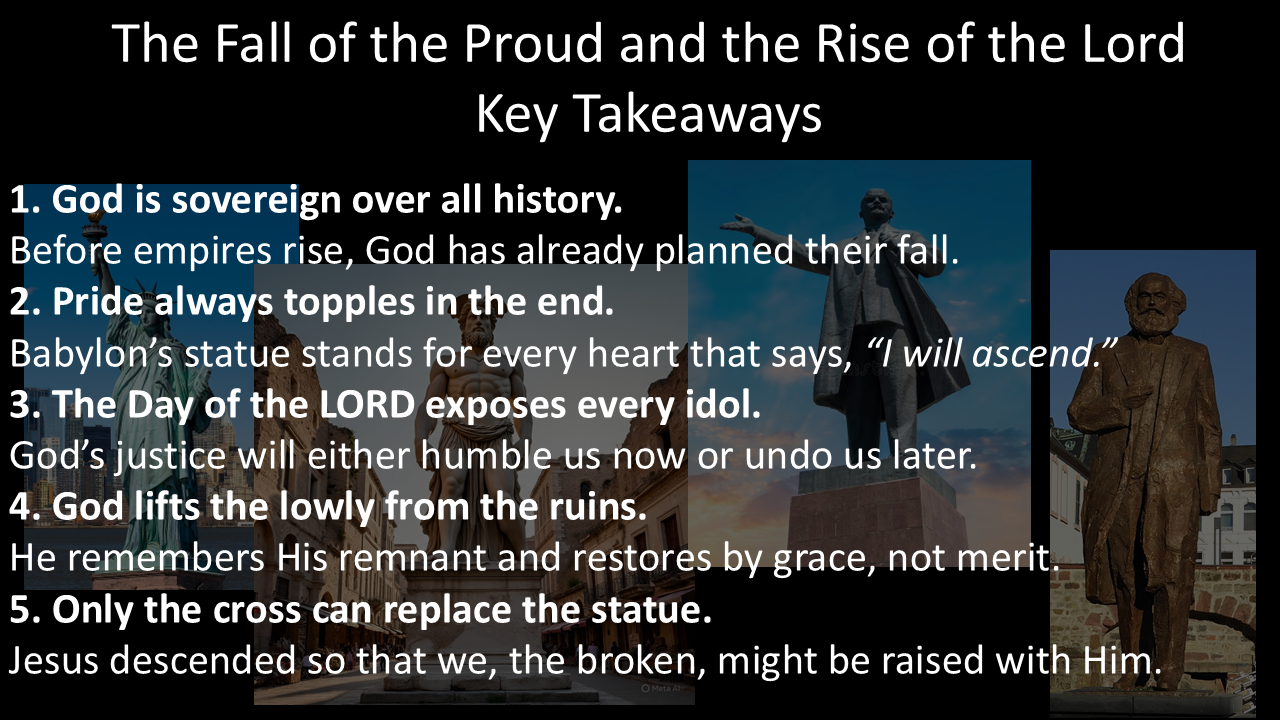 The Fall of the Proud and the Rise of the Lord
Key Takeaways
1. God is sovereign over all history.
Before empires rise, God has already planned their fall.
2. Pride always topples in the end.
Babylon’s statue stands for every heart that says, “I will ascend.”
3. The Day of the LORD exposes every idol.
God’s justice will either humble us now or undo us later.
4. God lifts the lowly from the ruins.
He remembers His remnant and restores by grace, not merit.
5. Only the cross can replace the statue.
Jesus descended so that we, the broken, might be raised with Him.
Meta AI